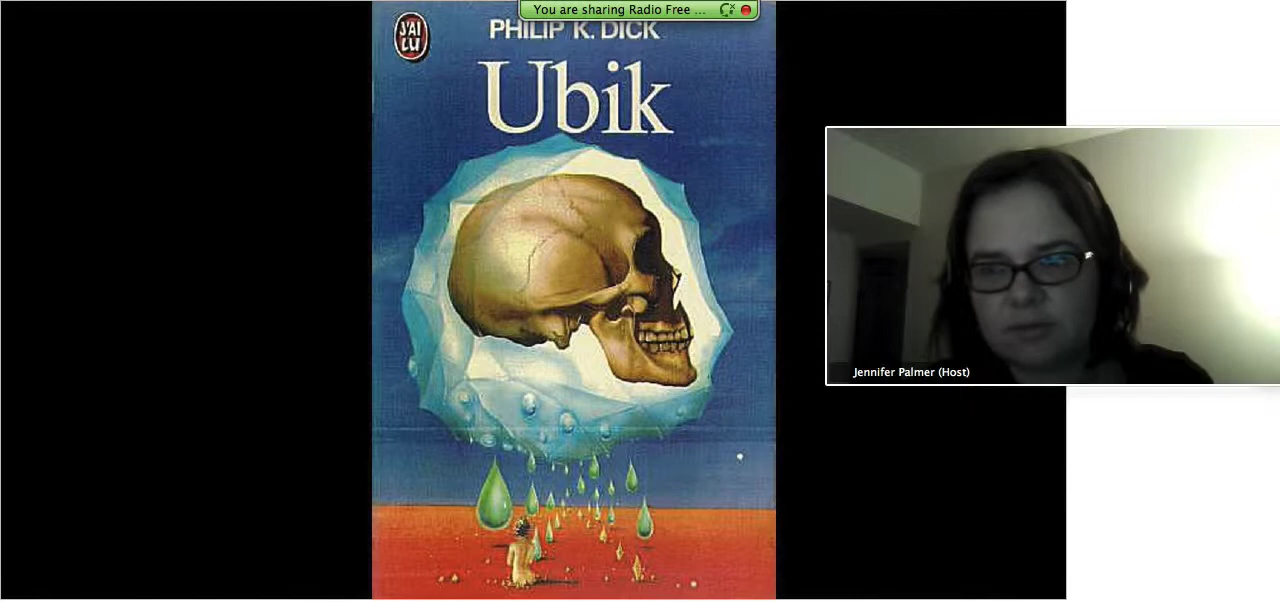 You are sharing Radio Free ...
J'AI
LU
PHILIP K. DICK
Ubik
Jennifer Palmer (Host)